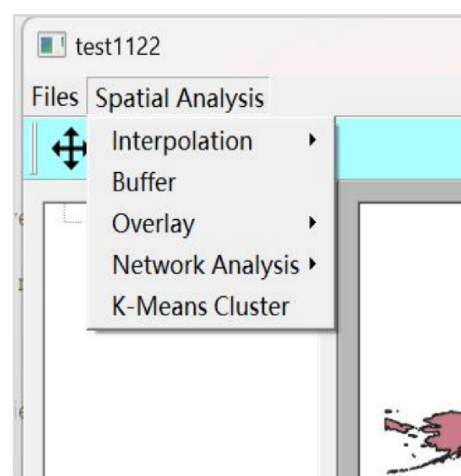 test1122
Files Spatial Analysis
Interpolation
Buffer
Overlay
Network Analysis
K-Means Cluster